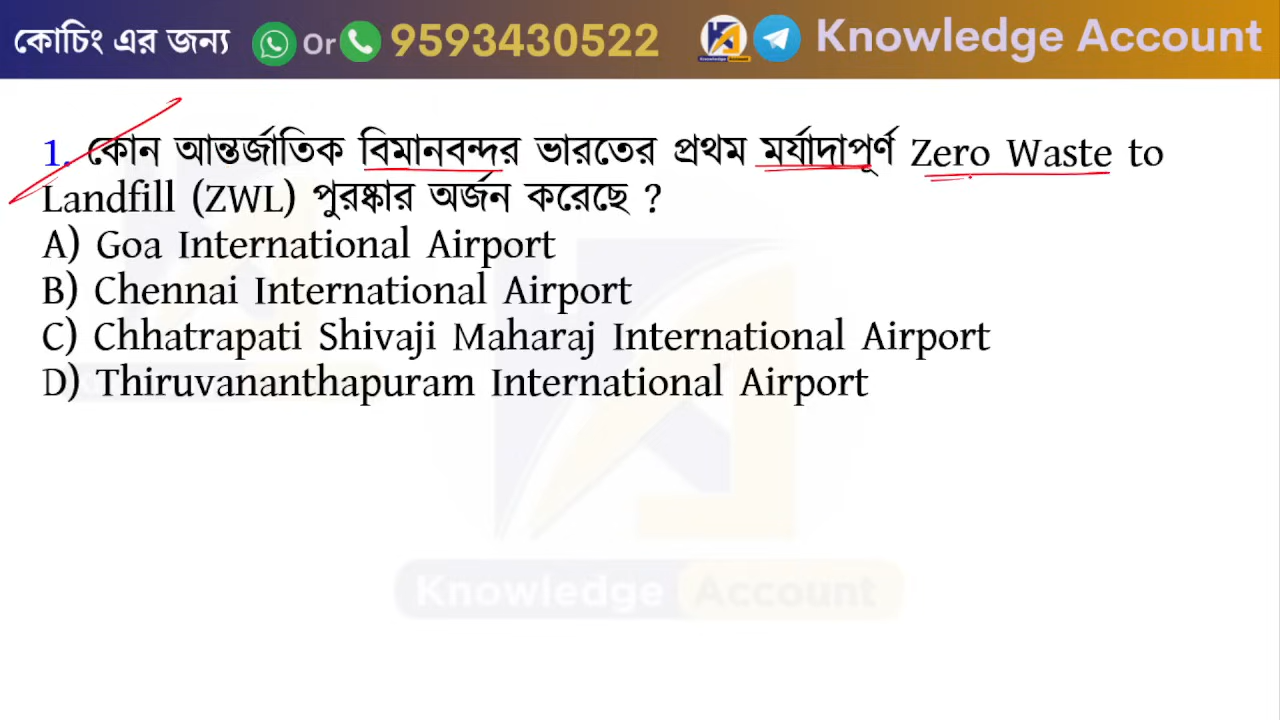 কোচিং এর জন্য Or 9593430522 Knowledge Account
1. কোন আন্তর্জাতিক বিমানবন্দর ভারতের প্রথম মর্যাদাপূর্ণ Zero Waste to
Landfill (ZWL) পুরষ্কার অর্জন করেছে ?
A) Goa International Airport
B) Chennai International Airport
C) Chhatrapati Shivaji Maharaj International Airport
D) Thiruvananthapuram International Airport
Knowledge Account